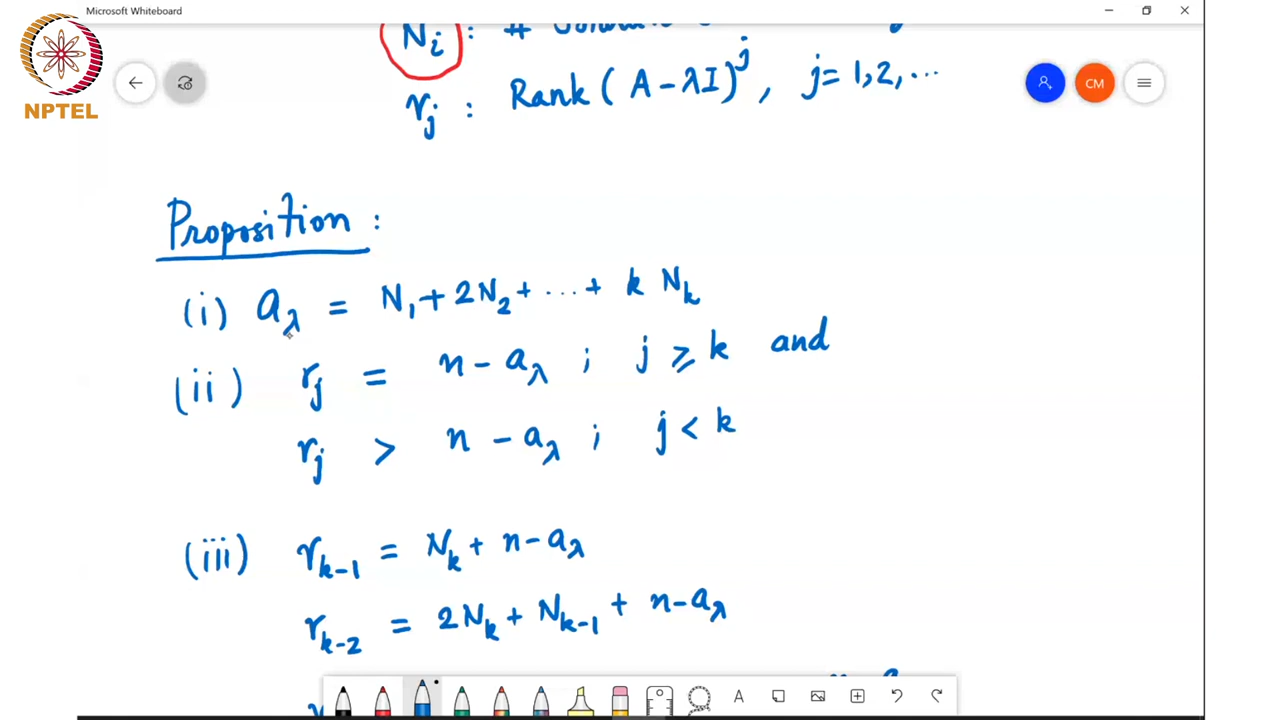 Microsoft Whiteboard
NPTEL
CM
N_i : #
r_j : Rank (A - λI)^j , j = 1, 2, ...
Proposition :
(i) a_λ = N_1 + 2N_2 + ... + k N_k
(ii) r_j = n - a_λ ; j ≥ k and
r_j > n - a_λ ; j < k
(iii) r_{k-1} = N_k + n - a_λ
r_{k-2} = 2N_k + N_{k-1} + n - a_λ
A